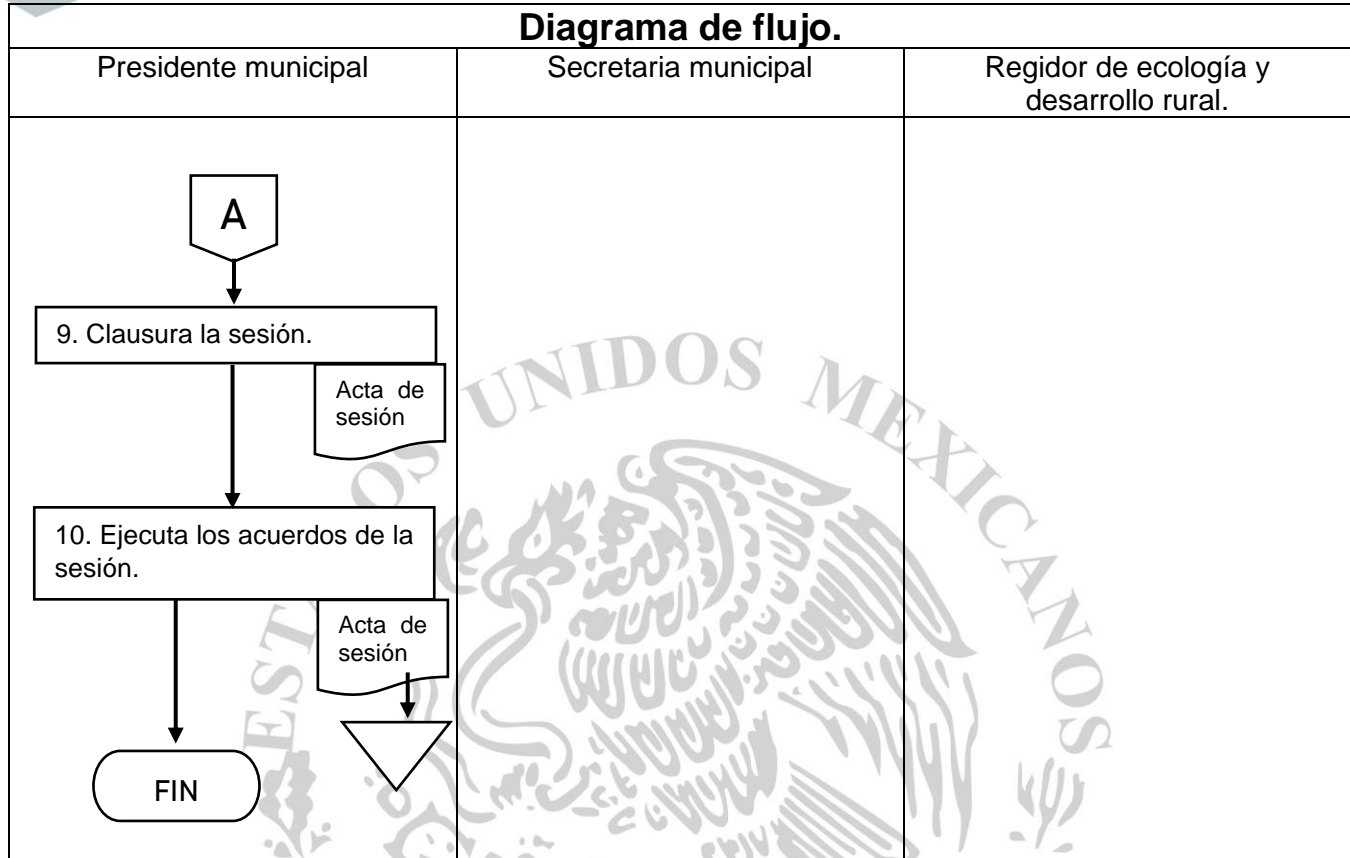 Diagrama de flujo.
Presidente municipal
Secretaria municipal
Regidor de ecología y
desarrollo rural.
A
9. Clausura la sesión.
Acta de
sesión
10. Ejecuta los acuerdos de la
sesión.
Acta de
sesión
FIN
ESTADOS UNIDOS MEXICANOS